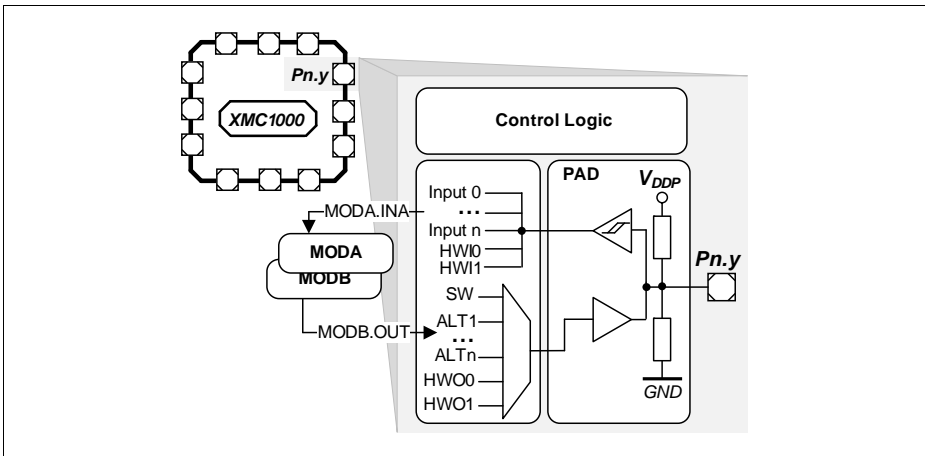 Pn.y
XMC1000
Control Logic
PAD
VDDP
Input 0
...
Input n
HWI0
HWI1
MODA.INA
MODA
MODB
MODB.OUT
SW
ALT1
...
ALTn
HWO0
HWO1
Pn.y
GND